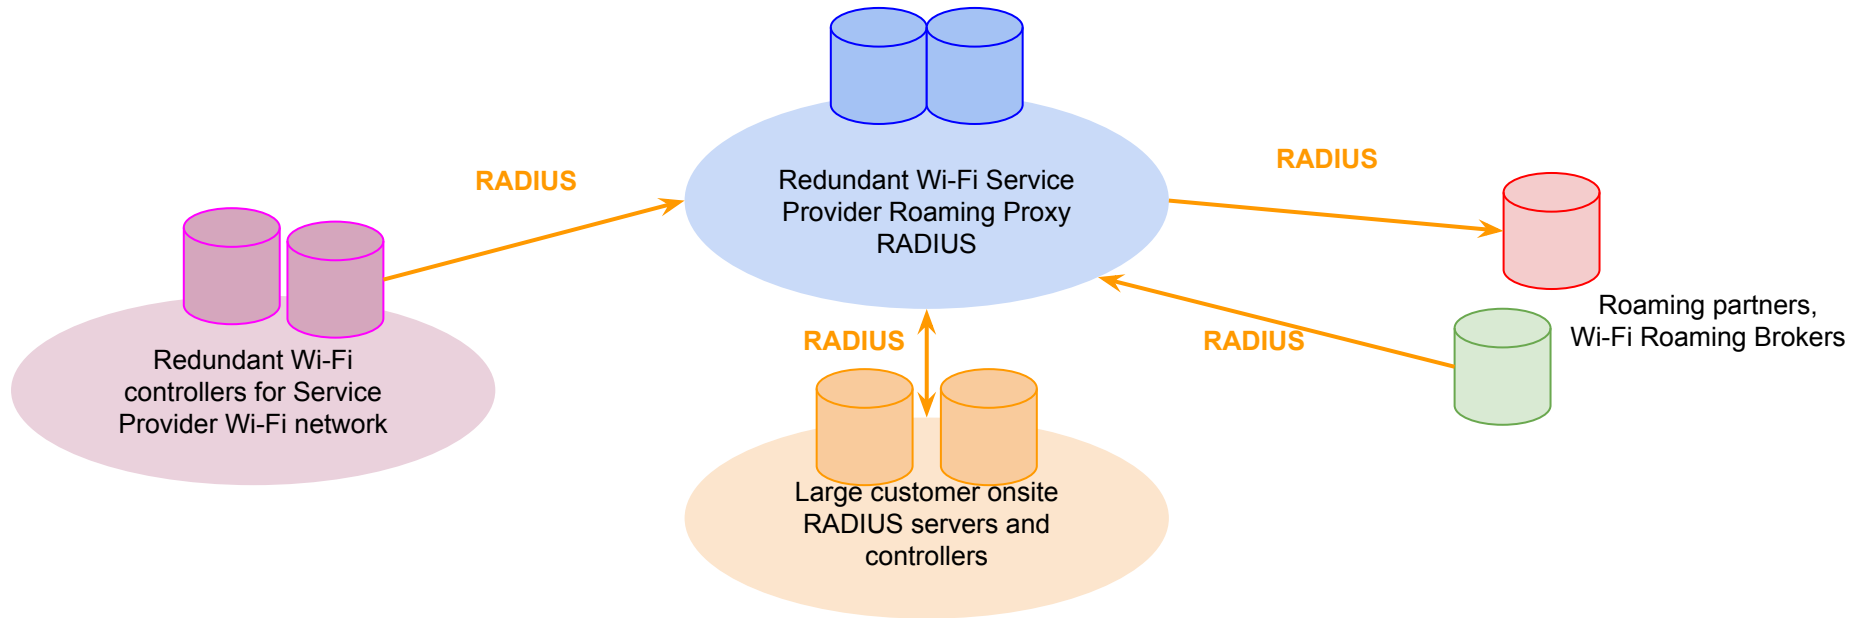 Redundant Wi-Fi Service
Provider Roaming Proxy
RADIUS
RADIUS
RADIUS
Redundant Wi-Fi
controllers for Service
Provider Wi-Fi network
RADIUS
RADIUS
Roaming partners,
Wi-Fi Roaming Brokers
Large customer onsite
RADIUS servers and
controllers